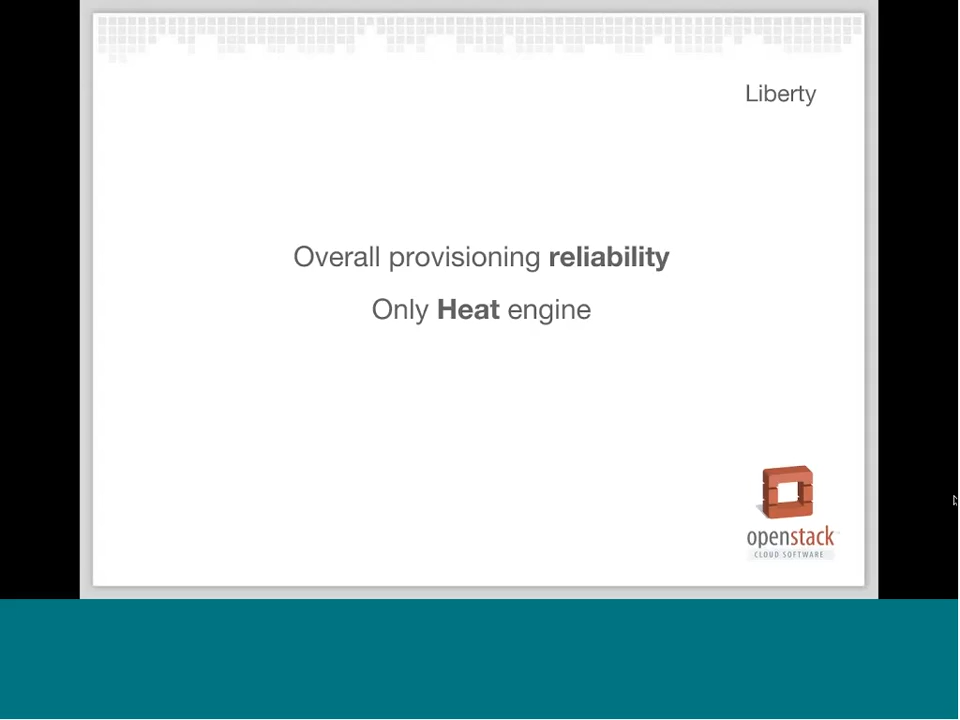 Liberty
Overall provisioning reliability
Only Heat engine
openstack
CLOUD SOFTWARE